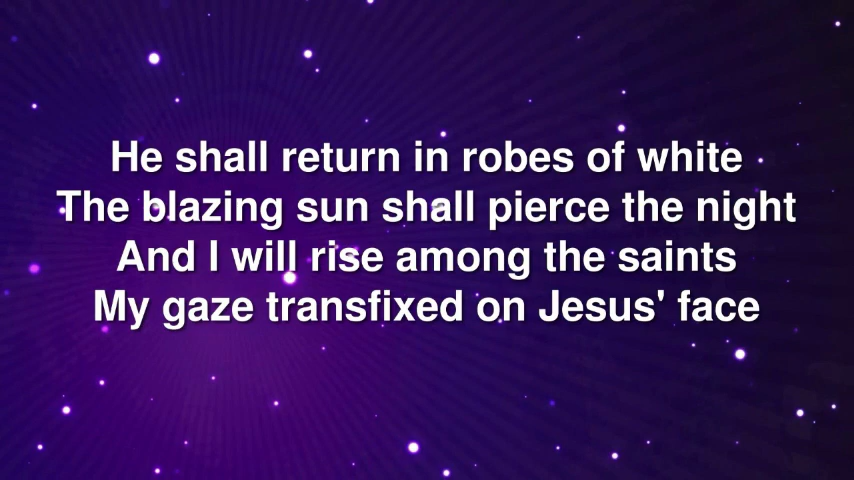 He shall return in robes of white
The blazing sun shall pierce the night
And I will rise among the saints
My gaze transfixed on Jesus' face